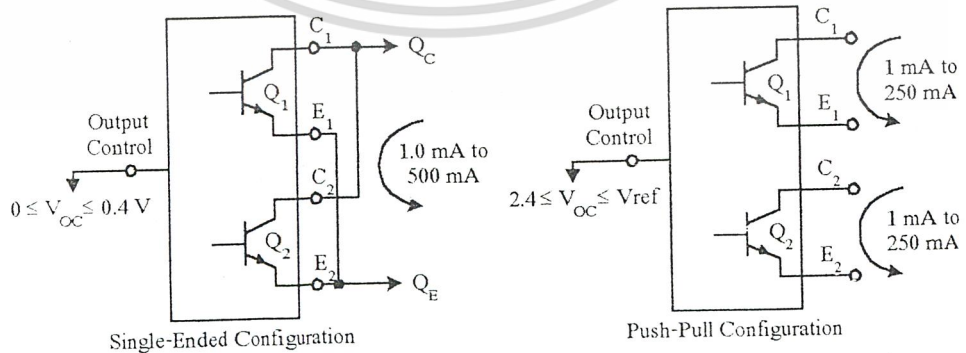 C1
QC
Q1
E1
Output
Control
1.0 mA to
500 mA
0 ≤ VOC ≤ 0.4 V
C2
Q2
E2
QE
Single-Ended Configuration
C1
1 mA to
250 mA
Q1
E1
Output
Control
C2
2.4 ≤ VOC ≤ Vref
1 mA to
250 mA
Q2
E2
Push-Pull Configuration